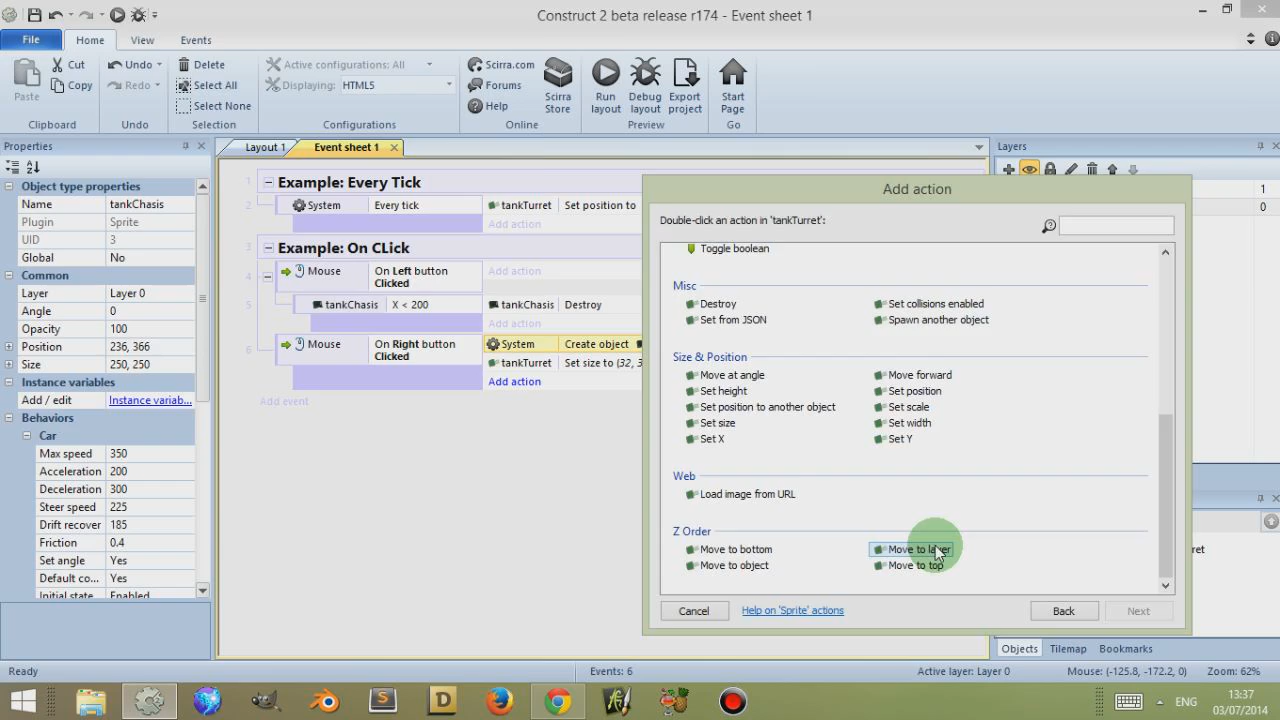 Construct 2 beta release r174 - Event sheet 1
File
Home
View
Events
Paste
Cut
Copy
Clipboard
Undo
Redo
Undo
Delete
Select All
Select None
Selection
Active configurations: All
Displaying: HTML5
Configurations
Scirra.com
Forums
Help
Scirra Store
Online
Run layout
Debug layout
Export project
Preview
Start Page
Go
Properties
Object type properties
Name tankChasis
Plugin Sprite
UID 3
Global No
Common
Layer Layer 0
Angle 0
Opacity 100
Position 236, 366
Size 250, 250
Instance variables
Add / edit Instance variab...
Behaviors
Car
Max speed 350
Acceleration 200
Deceleration 300
Steer speed 225
Drift recover 185
Friction 0.4
Set angle Yes
Default co... Yes
Initial state Enabled
Layout 1
Event sheet 1
1 Example: Every Tick
2 System Every tick tankTurret Set position to
Add action
3 Example: On CLick
4 Mouse On Left button Clicked Add action
5 tankChasis X < 200 tankChasis Destroy
Add action
6 Mouse On Right button Clicked System Create object
tankTurret Set size to (32, 3
Add action
Add event
Add action
Double-click an action in 'tankTurret':
Toggle boolean
Misc
Destroy Set collisions enabled
Set from JSON Spawn another object
Size & Position
Move at angle Move forward
Set height Set position
Set position to another object Set scale
Set size Set width
Set X Set Y
Web
Load image from URL
Z Order
Move to bottom Move to layer
Move to object Move to top
Cancel
Help on 'Sprite' actions
Back
Next
Layers
1
0
ret
Objects
Tilemap
Bookmarks
Ready
Events: 6
Active layer: Layer 0
Mouse: (-125.8, -172.2, 0)
Zoom: 62%
S
D
ENG
13:37
03/07/2014